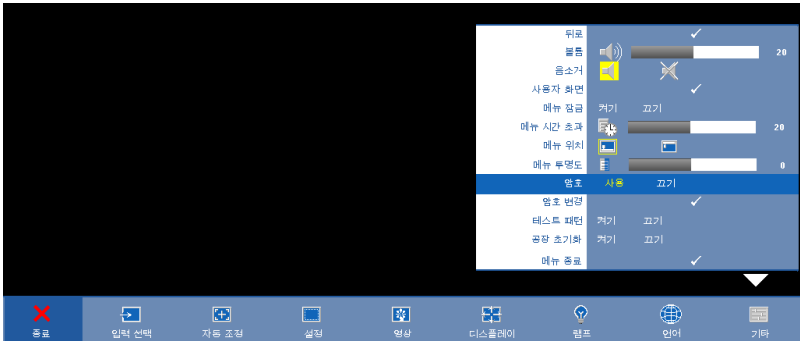 뒤로
볼륨 20
음소거
사용자 화면
메뉴 잠금 켜기 끄기
메뉴 시간 초과 20
메뉴 위치
메뉴 투명도 0
암호 사용 끄기
암호 변경
테스트 패턴 켜기 끄기
공장 초기화 켜기 끄기
메뉴 종료
종료 입력 선택 자동 조정 설정 영상 디스플레이 램프 언어 기타